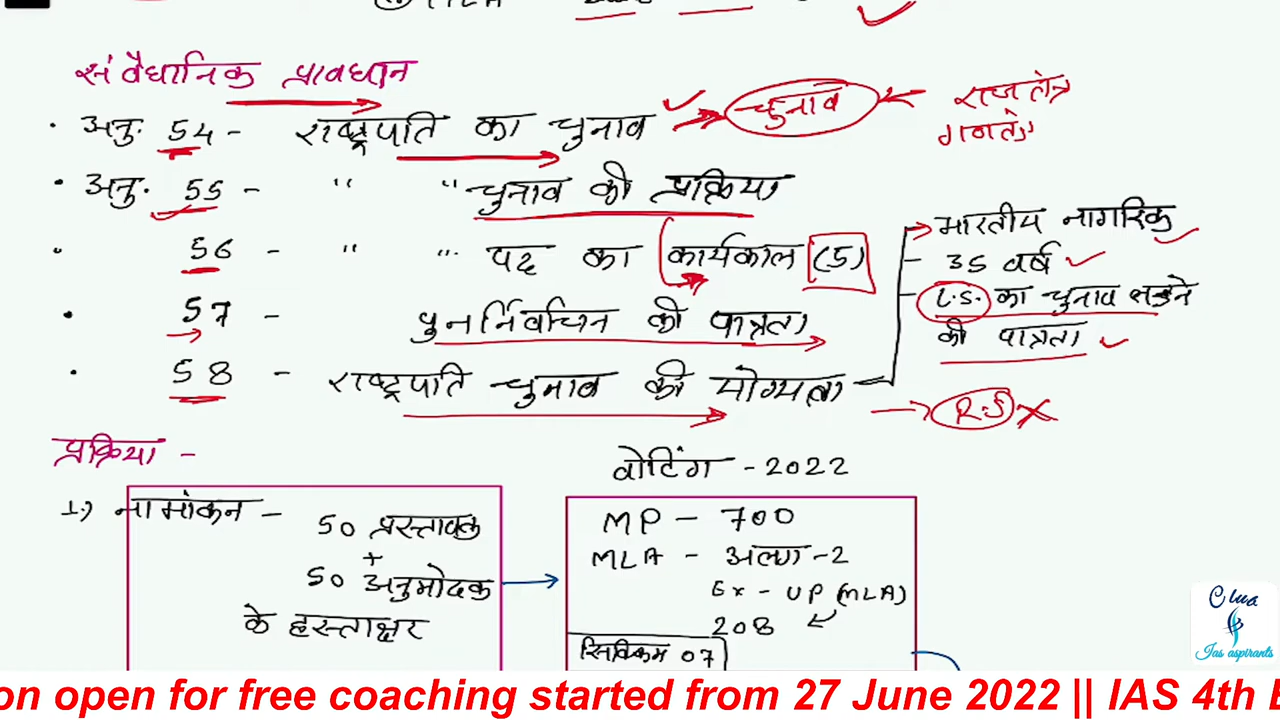 संवैधानिक प्रावधान
· अनु. 54 - राष्ट्रपति का चुनाव → चुनाव ← राजतंत्र
गणतंत्र
· अनु. 55 - " " चुनाव की प्रक्रिया
· 56 - " " पद का कार्यकाल (5)
· 57 - पुनर्निर्वाचन की पात्रता
· 58 - राष्ट्रपति चुनाव की योग्यता
→ भारतीय नागरिक
- 35 वर्ष
- L.S. का चुनाव लडने
की पात्रता
→ R.S ×
प्रक्रिया -
1.) नामांकन - 50 प्रस्तावक
+
50 अनुमोदक
के हस्ताक्षर
वोटिंग - 2022
MP - 700
MLA - अलग - 2
Ex - UP (MLA)
208
सिक्किम 07
Clwa
Ias aspirants
on open for free coaching started from 27 June 2022 || IAS 4th